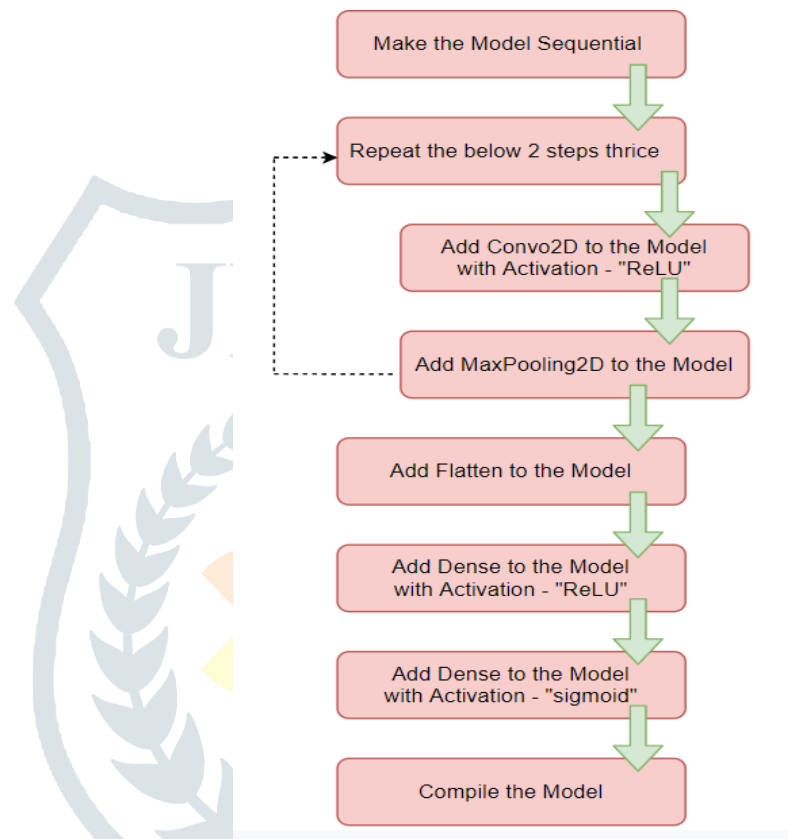 Make the Model Sequential
Repeat the below 2 steps thrice
Add Convo2D to the Model
with Activation - "ReLU"
Add MaxPooling2D to the Model
Add Flatten to the Model
Add Dense to the Model
with Activation - "ReLU"
Add Dense to the Model
with Activation - "sigmoid"
Compile the Model